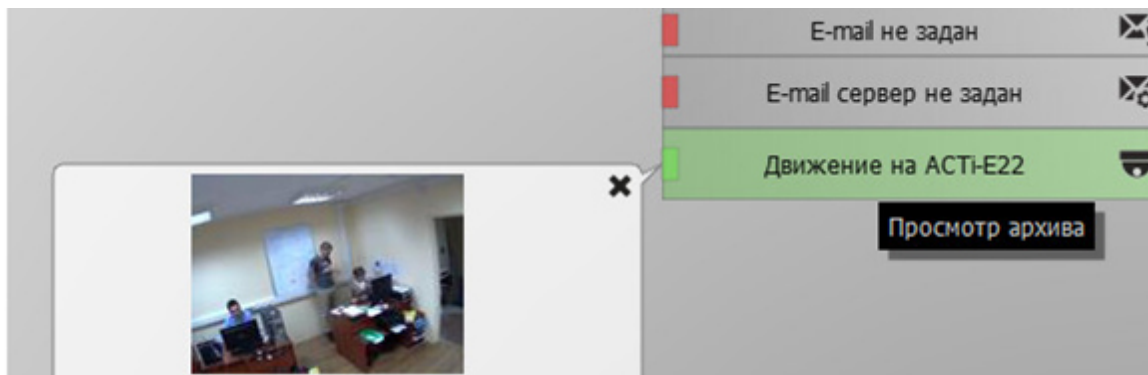 E-mail не задан
E-mail сервер не задан
Движение на ACTi-E22
Просмотр архива